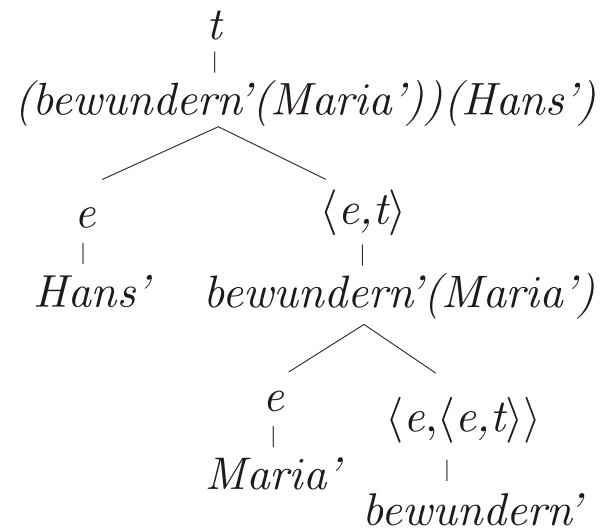 t
(bewundern’(Maria’))(Hans’)
e ⟨e,t⟩
Hans’ bewundern’(Maria’)
e ⟨e,⟨e,t⟩⟩
Maria’
bewundern’